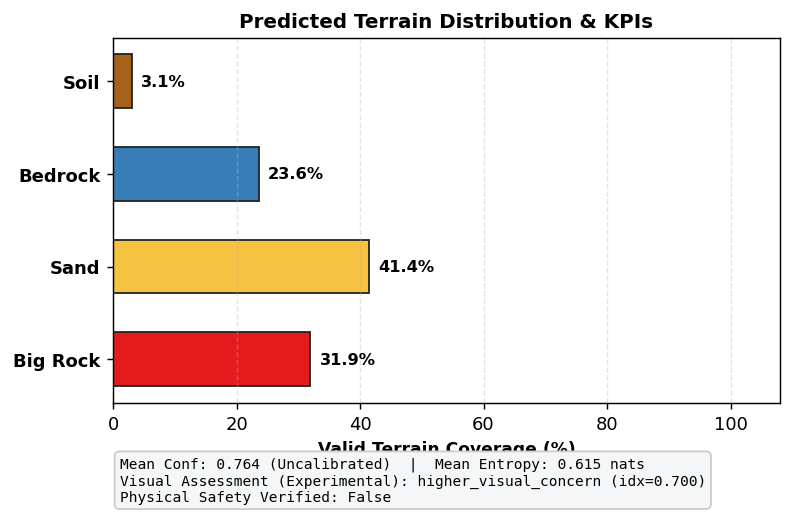 Predicted Terrain Distribution & KPIs
Soil
3.1%
Bedrock
23.6%
Sand
41.4%
Big Rock
31.9%
0 20 40 60 80 100
Valid Terrain Coverage (%)
Mean Conf: 0.764 (Uncalibrated) | Mean Entropy: 0.615 nats
Visual Assessment (Experimental): higher_visual_concern (idx=0.700)
Physical Safety Verified: False